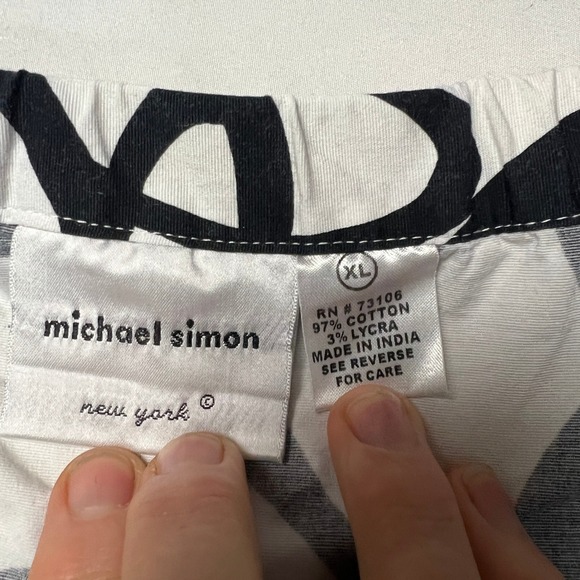 michael simon
new york ©
XL
RN # 73106
97% COTTON
3% LYCRA
MADE IN INDIA
SEE REVERSE
FOR CARE